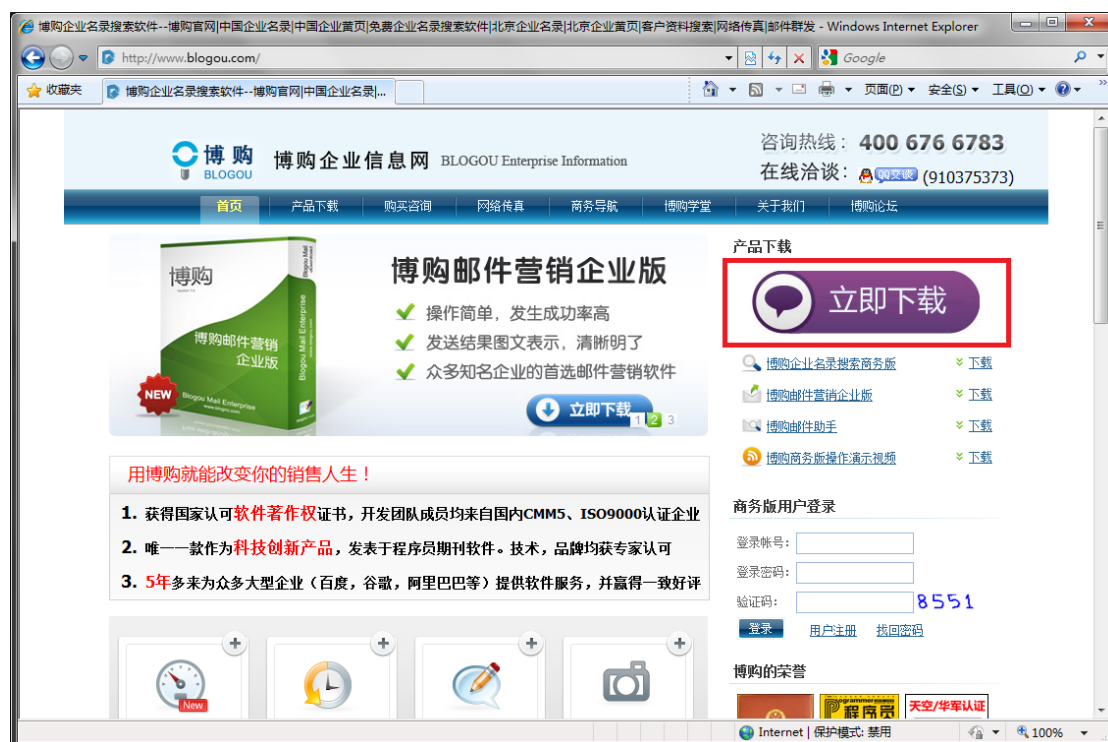 博购企业名录搜索软件--博购官网|中国企业名录|中国企业黄页|免费企业名录搜索软件|北京企业名录|北京企业黄页|客户资料搜索|网络传真|邮件群发 - Windows Internet Explorer
http://www.blogou.com/
Google
收藏夹
博购企业名录搜索软件--博购官网|中国企业名录|...
页面(P)
安全(S)
工具(O)
博购
BLOGOU
博购企业信息网 BLOGOU Enterprise Information
咨询热线: 400 676 6783
在线洽谈: QQ交谈 (910375373)
首页 产品下载 购买咨询 网络传真 商务导航 博购学堂 关于我们 博购论坛
博购
博购邮件营销
企业版
Blogou Mail Enterprise
NEW
Blogou Mail Enterprise
博购邮件营销企业版
操作简单，发生成功率高
发送结果图文表示，清晰明了
众多知名企业的首选邮件营销软件
立即下载
1 2 3
产品下载
立即下载
博购企业名录搜索商务版 下载
博购邮件营销企业版 下载
博购邮件助手 下载
博购商务版操作演示视频 下载
用博购就能改变你的销售人生！
1. 获得国家认可软件著作权证书，开发团队成员均来自国内CMM5、ISO9000认证企业
2. 唯一一款作为科技创新产品，发表于程序员期刊软件。技术，品牌均获专家认可
3. 5年多来为众多大型企业（百度，谷歌，阿里巴巴等）提供软件服务，并赢得一致好评
商务版用户登录
登录帐号:
登录密码:
验证码: 8551
登录 用户注册 找回密码
New
博购的荣誉
Programmer
程序员
天空/华军认证
Internet | 保护模式: 禁用
100%